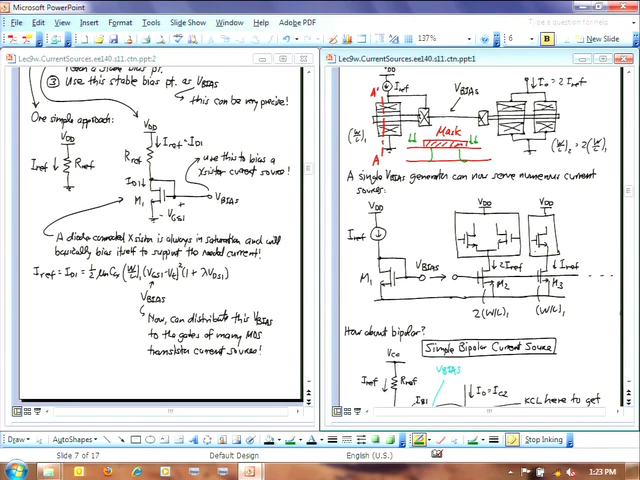 Microsoft PowerPoint
File Edit View Insert Format Tools Slide Show Window Help Adobe PDF
Type a question for help
137%
6
B
New Slide
Lec9w.CurrentSources.ee140.s11.ctn.ppt:2
③ Use this stable bias pt. as VBIAS
this can be very precise!
One simple approach:
VDD
Iref
Rref
VDD
Rref
Iref = ID1
use this to bias a
Xsistor current source!
ID1
M1
+
VBIAS
- VGS1
A diode connected Xsistor is always in saturation and will
basically bias itself to support the needed current!
Iref = ID1 = 1/2 μnCox (W/L)1 (VGS1-Vt)² (1 + λVDS1)
VBIAS
Now, can distribute this VBIAS
to the gates of many MOS
transistor current sources!
Lec9w.CurrentSources.ee140.s11.ctn.ppt:1
VDD
A'
Iref
VBIAS
Io = 2 Iref
(W/L)1
Mask
A'
(W/L)2 = 2(W/L)1
A single VBIAS generator can now serve numerous current
sources:
VDD
VDD
VDD
Iref
M1
VBIAS
2Iref
M2
Iref
M3
2(W/L)1
(W/L)1
How about bipolar?
Simple Bipolar Current Source
VCC
VBIAS
Iref
Rref
Io = IC2
IB1
KCL here to get
Draw
AutoShapes
Stop Inking
Slide 7 of 17
Default Design
English (U.S.)
1:23 PM